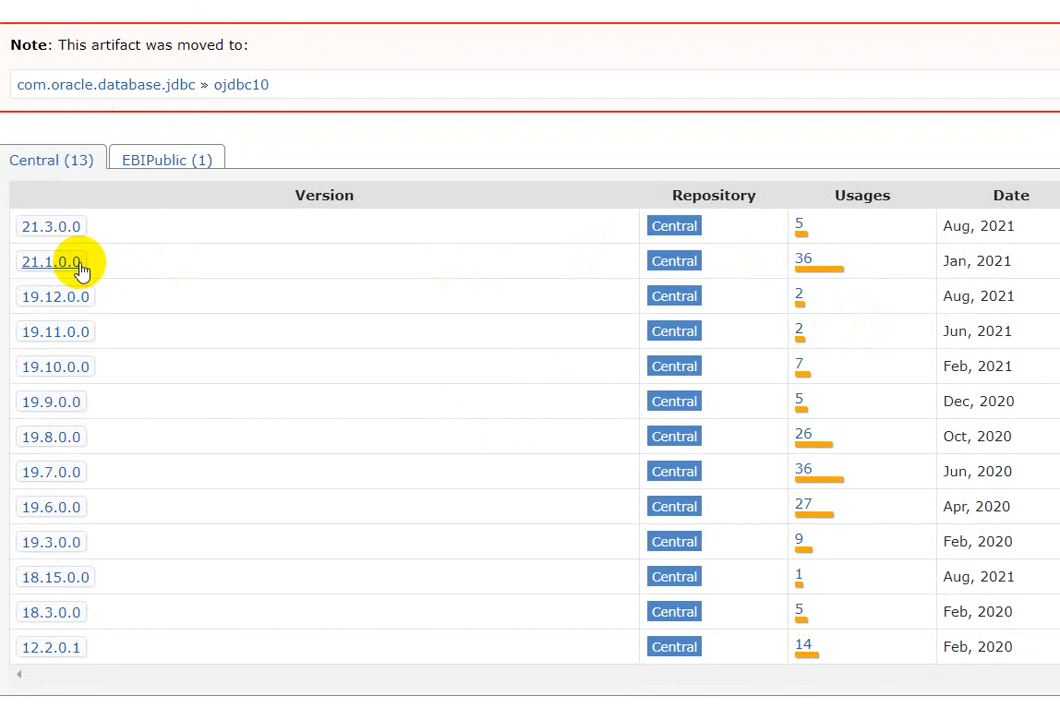 Note: This artifact was moved to:
com.oracle.database.jdbc » ojdbc10
Central (13) EBIPublic (1)
Version Repository Usages Date
21.3.0.0 Central 5 Aug, 2021
21.1.0.0 Central 36 Jan, 2021
19.12.0.0 Central 2 Aug, 2021
19.11.0.0 Central 2 Jun, 2021
19.10.0.0 Central 7 Feb, 2021
19.9.0.0 Central 5 Dec, 2020
19.8.0.0 Central 26 Oct, 2020
19.7.0.0 Central 36 Jun, 2020
19.6.0.0 Central 27 Apr, 2020
19.3.0.0 Central 9 Feb, 2020
18.15.0.0 Central 1 Aug, 2021
18.3.0.0 Central 5 Feb, 2020
12.2.0.1 Central 14 Feb, 2020